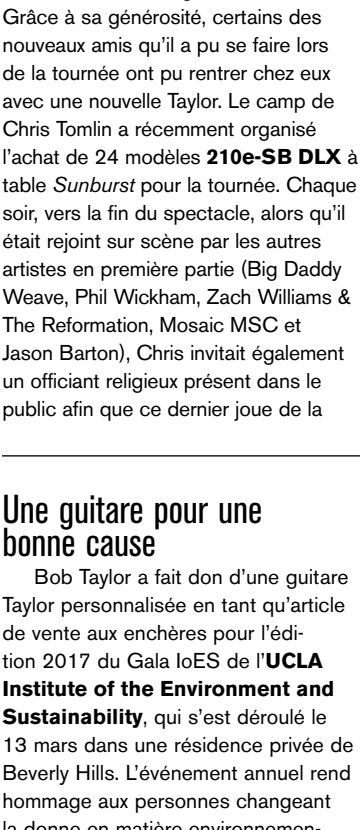 Grâce à sa générosité, certains des
nouveaux amis qu'il a pu se faire lors
de la tournée ont pu rentrer chez eux
avec une nouvelle Taylor. Le camp de
Chris Tomlin a récemment organisé
l'achat de 24 modèles 210e-SB DLX à
table Sunburst pour la tournée. Chaque
soir, vers la fin du spectacle, alors qu'il
était rejoint sur scène par les autres
artistes en première partie (Big Daddy
Weave, Phil Wickham, Zach Williams &
The Reformation, Mosaic MSC et
Jason Barton), Chris invitait également
un officiant religieux présent dans le
public afin que ce dernier joue de la
Une guitare pour une
bonne cause
Bob Taylor a fait don d'une guitare
Taylor personnalisée en tant qu'article
de vente aux enchères pour l'édi-
tion 2017 du Gala IoES de l'UCLA
Institute of the Environment and
Sustainability, qui s'est déroulé le
13 mars dans une résidence privée de
Beverly Hills. L'événement annuel rend
hommage aux personnes changeant
la donne en matière environnemen-